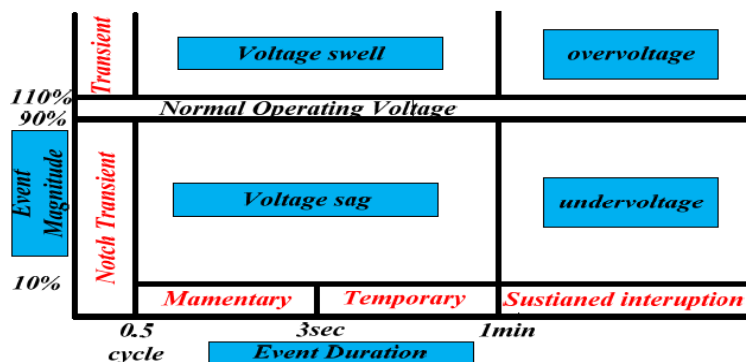 Transient
Voltage swell
overvoltage
110%
Normal Operating Voltage
90%
Event
Magnitude
Notch Transient
Voltage sag
undervoltage
10%
Mamentary
Temporary
Sustianed interuption
0.5
cycle
3sec
1min
Event Duration